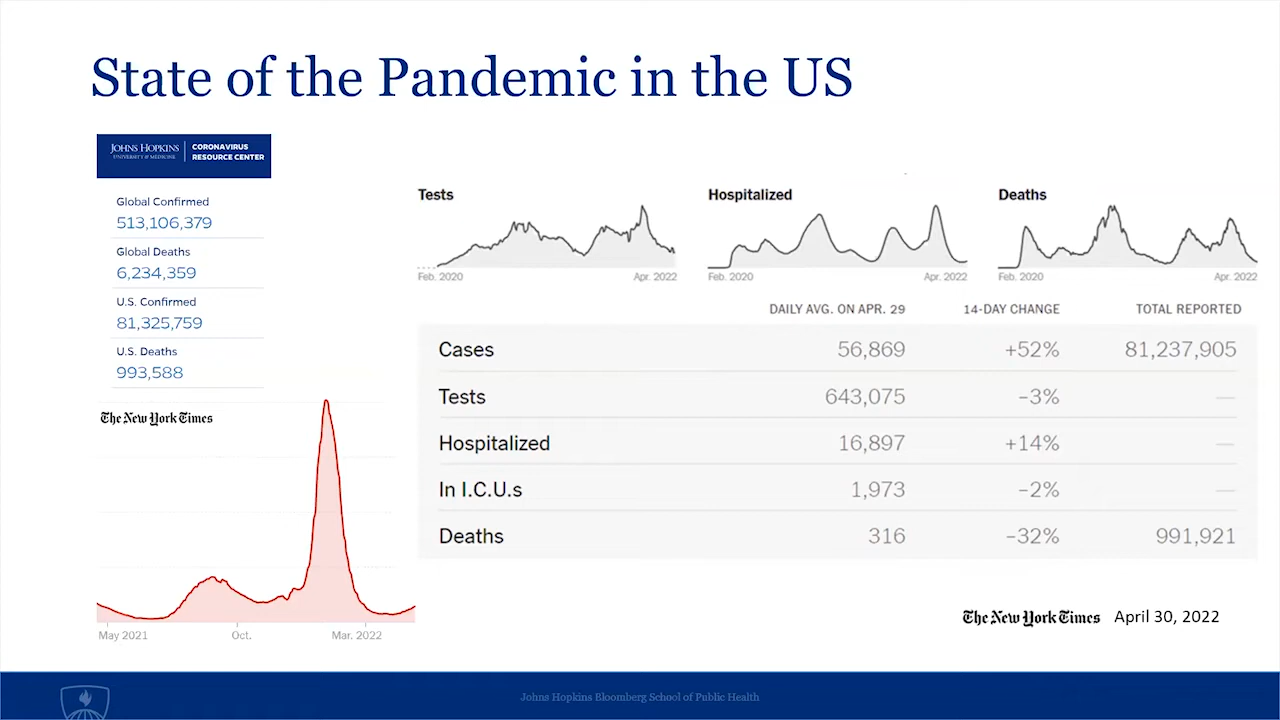 State of the Pandemic in the US
JOHNS HOPKINS
UNIVERSITY & MEDICINE
CORONAVIRUS
RESOURCE CENTER
Global Confirmed
513,106,379
Global Deaths
6,234,359
U.S. Confirmed
81,325,759
U.S. Deaths
993,588
The New York Times
May 2021 Oct. Mar. 2022
Tests
Feb. 2020 Apr. 2022
Hospitalized
Feb. 2020 Apr. 2022
Deaths
Feb. 2020 Apr. 2022
DAILY AVG. ON APR. 29 14-DAY CHANGE TOTAL REPORTED
Cases 56,869 +52% 81,237,905
Tests 643,075 –3% —
Hospitalized 16,897 +14% —
In I.C.U.s 1,973 –2% —
Deaths 316 –32% 991,921
The New York Times April 30, 2022
Johns Hopkins Bloomberg School of Public Health